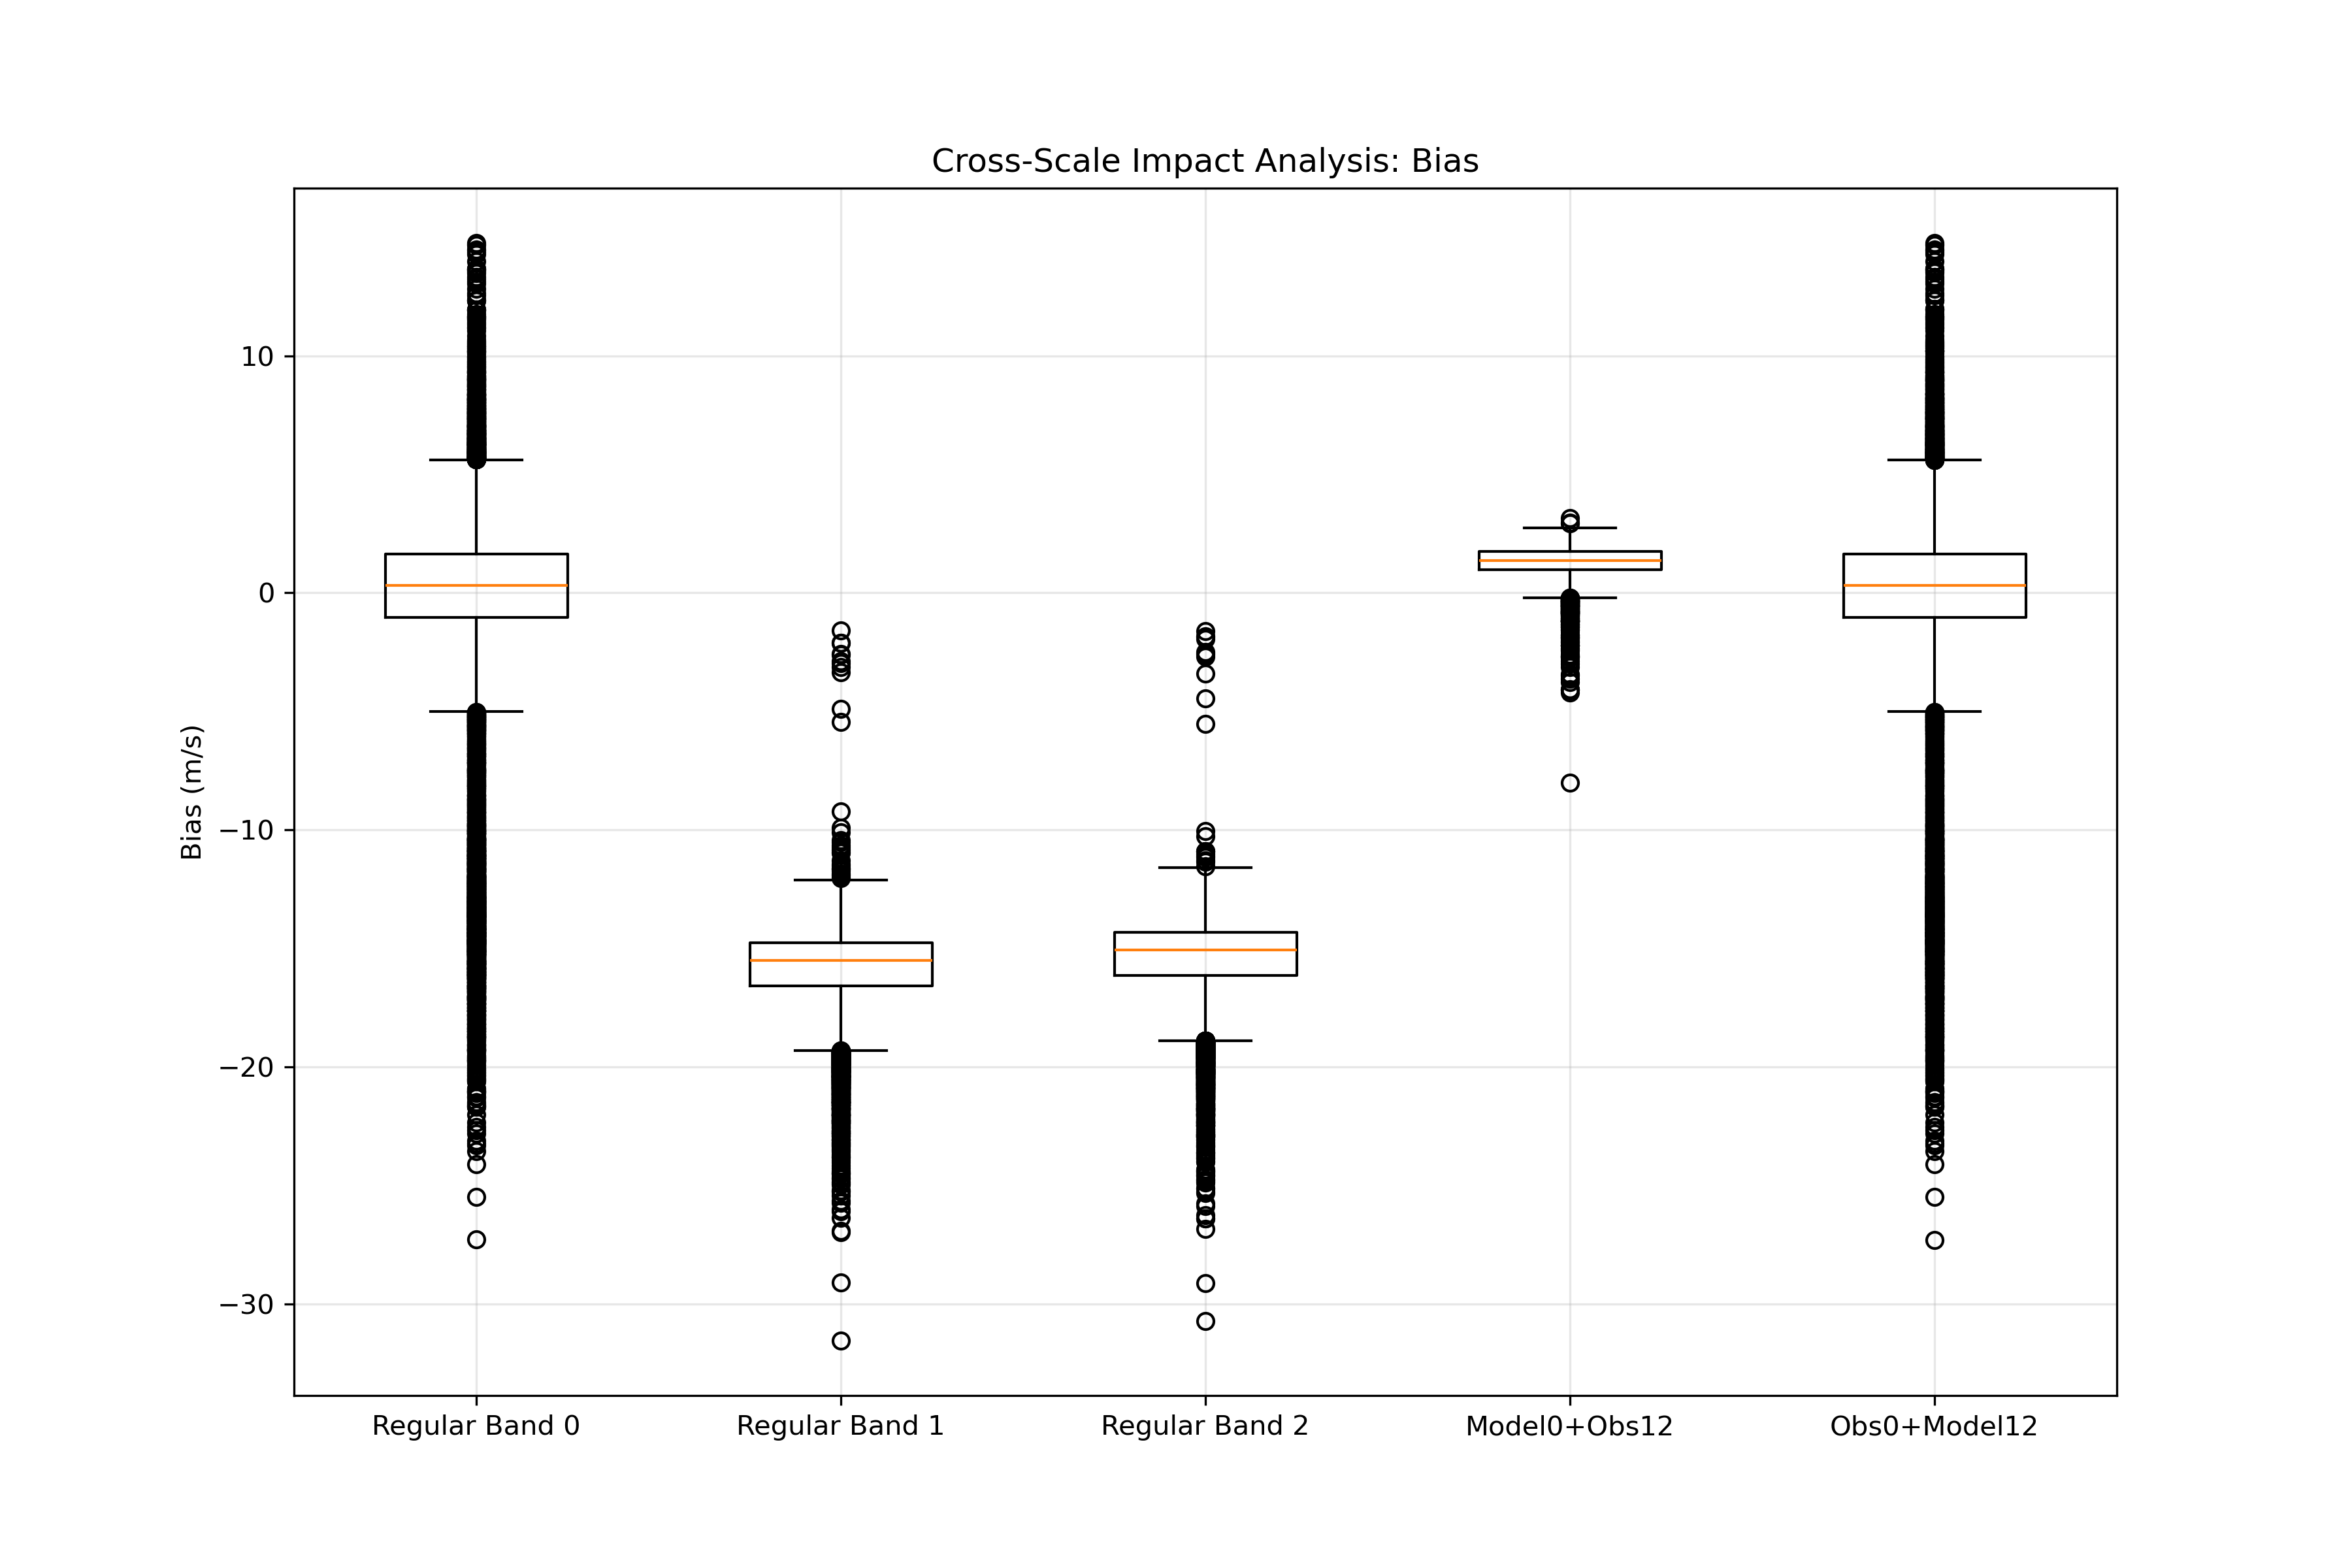 Cross-Scale Impact Analysis: Bias
Bias (m/s)
10
0
−10
−20
−30
Regular Band 0
Regular Band 1
Regular Band 2
Model0+Obs12
Obs0+Model12